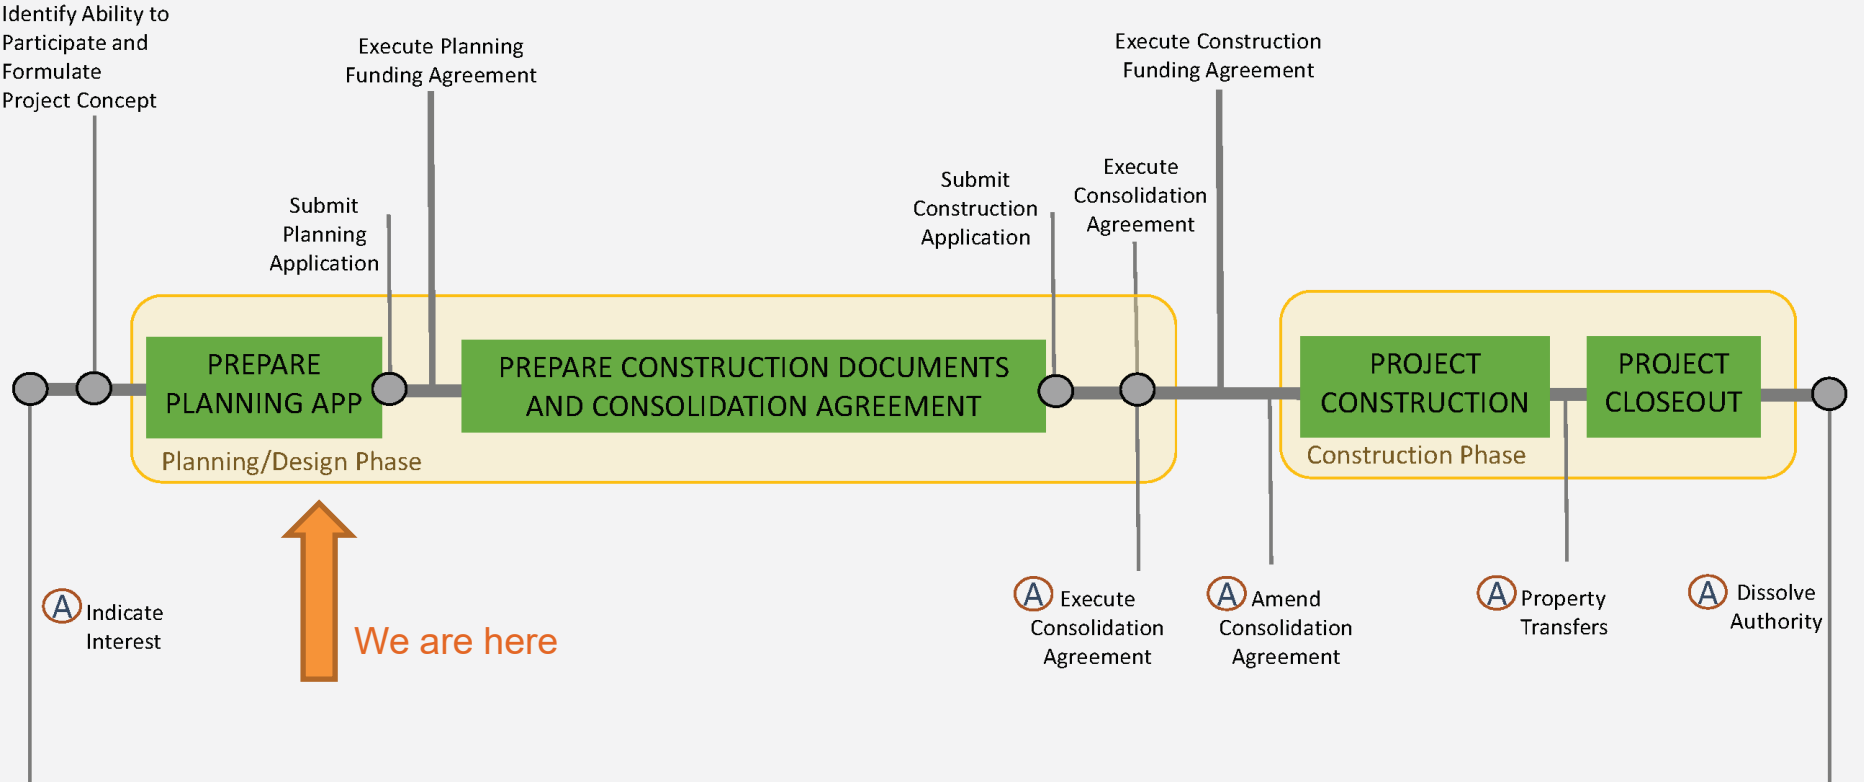 Identify Ability to
Participate and
Formulate
Project Concept
Execute Planning
Funding Agreement
Submit
Planning
Application
Submit
Construction
Application
Execute
Consolidation
Agreement
Execute Construction
Funding Agreement
PREPARE
PLANNING APP
PREPARE CONSTRUCTION DOCUMENTS
AND CONSOLIDATION AGREEMENT
Planning/Design Phase
PROJECT
CONSTRUCTION
PROJECT
CLOSEOUT
Construction Phase
A Indicate
Interest
We are here
A Execute
Consolidation
Agreement
A Amend
Consolidation
Agreement
A Property
Transfers
A Dissolve
Authority